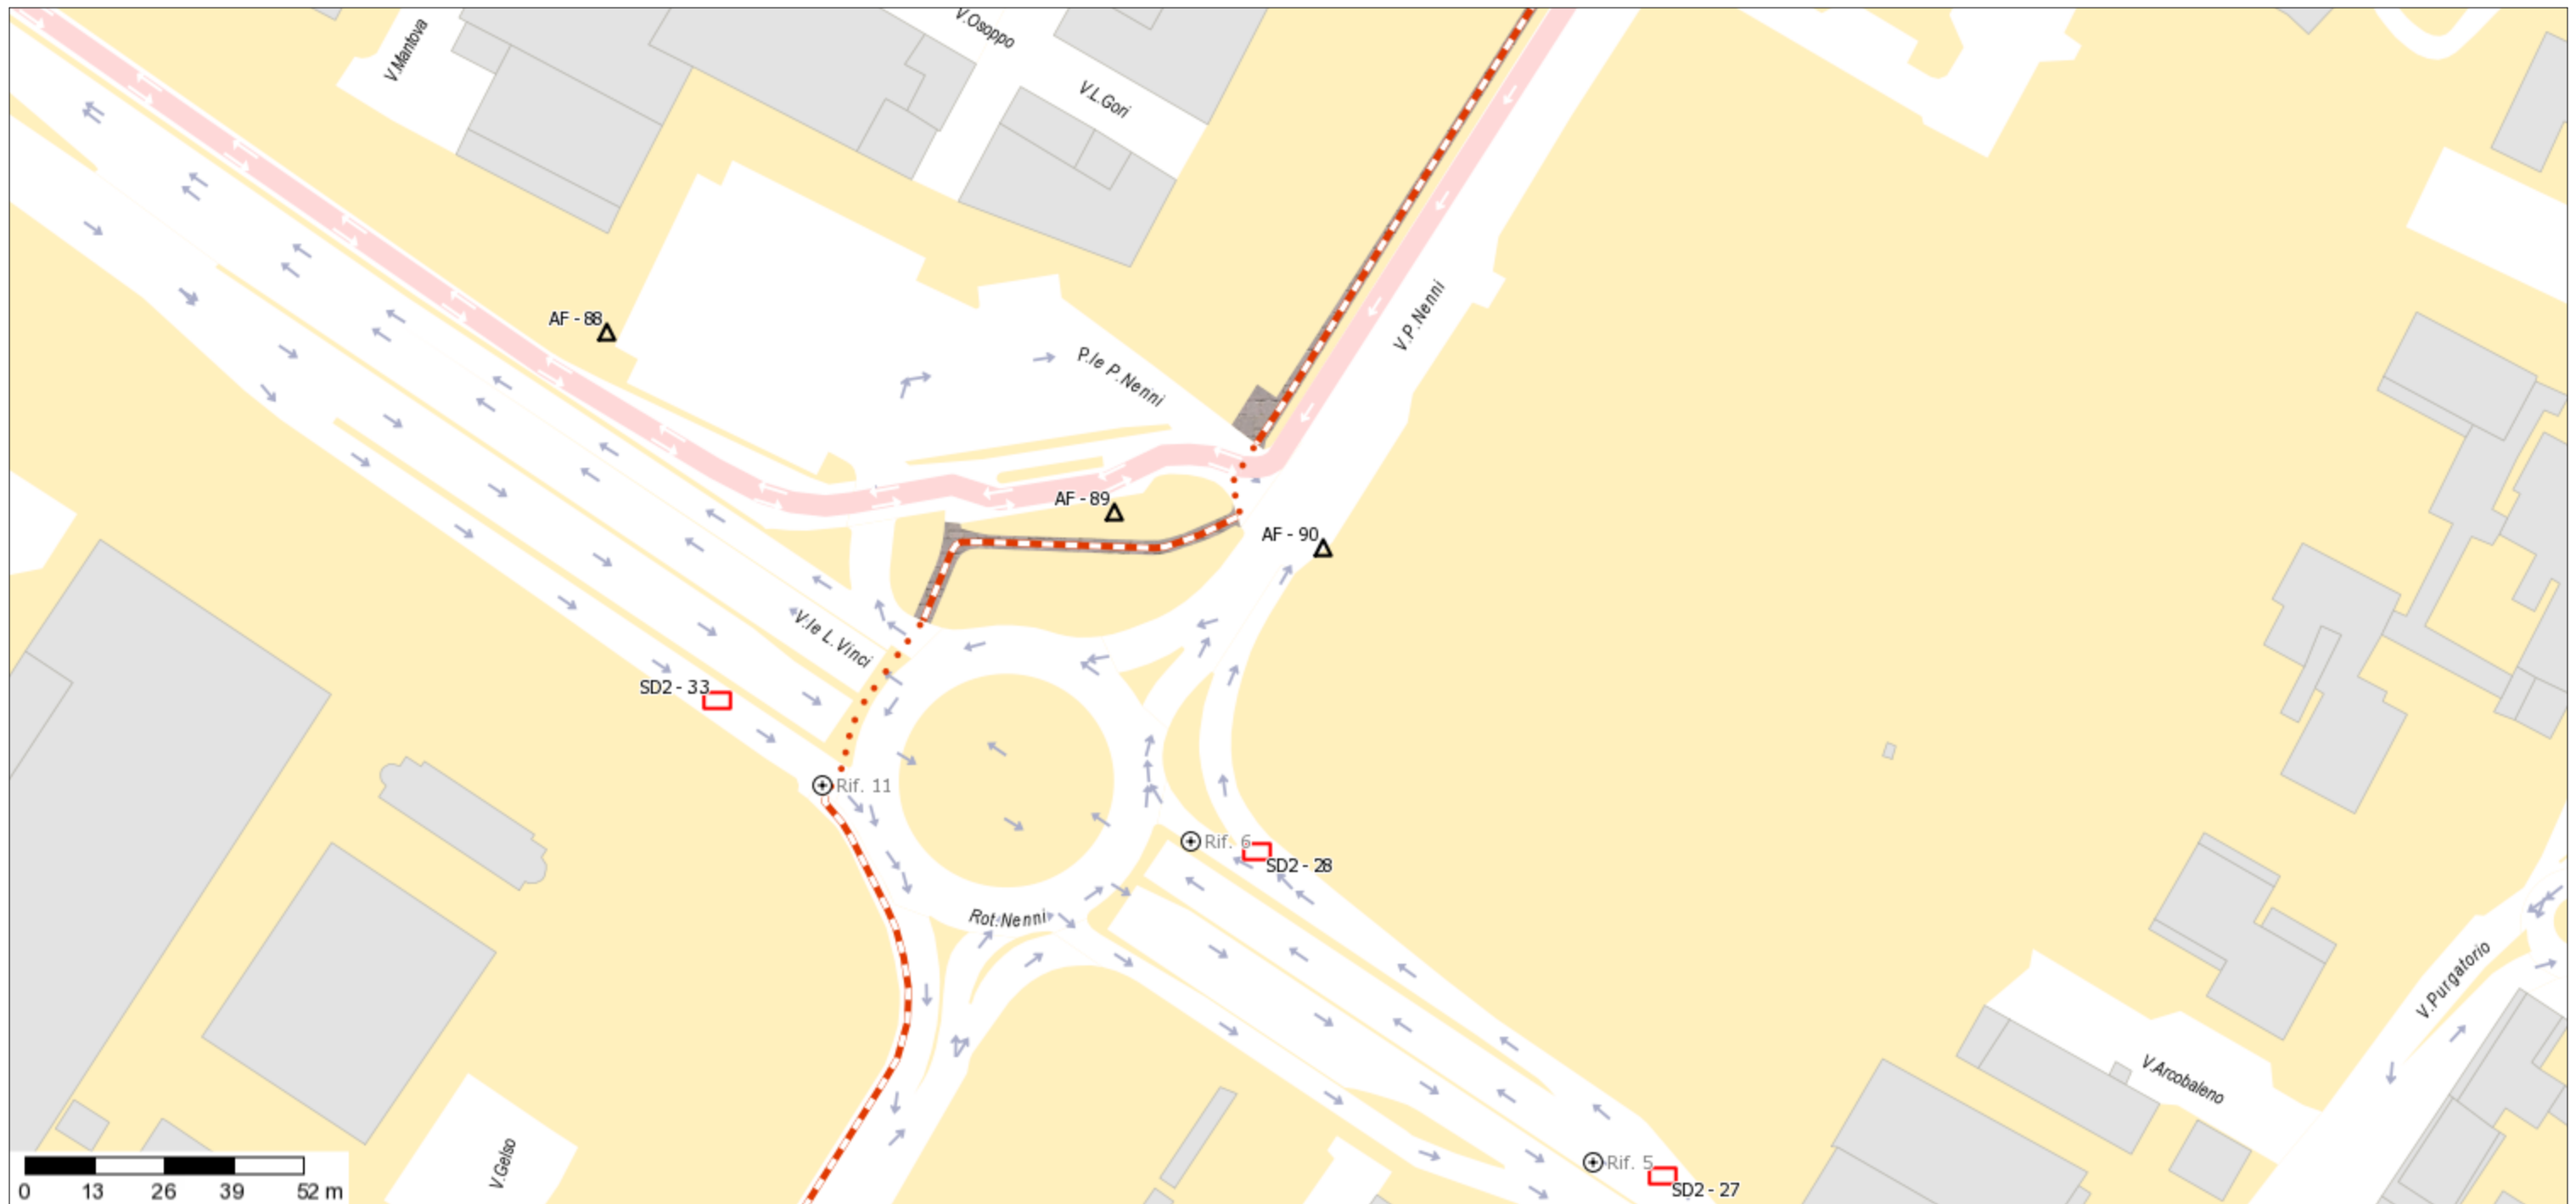 V.Mantova
V.Osoppo
V.L.Gori
AF - 88
V.P.Nenni
P.le P.Nenni
AF - 89
AF - 90
V.le L.Vinci
SD2 - 33
Rif. 11
Rif. 6
SD2 - 28
Rot.Nenni
V.Purgatorio
V.Arcobaleno
V.Gelso
Rif. 5
SD2 - 27
0 13 26 39 52 m